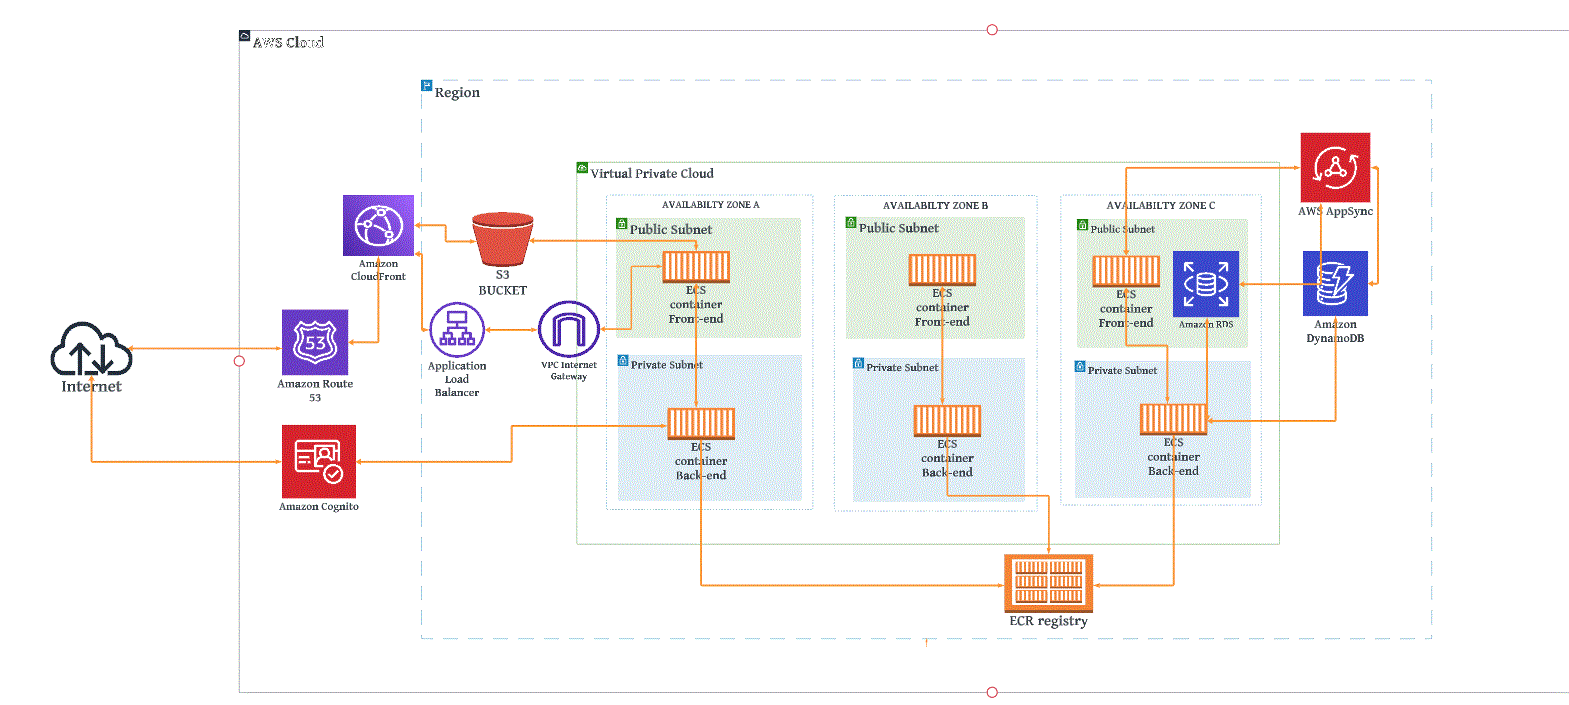 AWS Cloud
Region
Virtual Private Cloud
AVAILABILTY ZONE A
Public Subnet
ECS
container
Front-end
Private Subnet
ECS
container
Back-end
AVAILABILTY ZONE B
Public Subnet
ECS
container
Front-end
Private Subnet
ECS
container
Back-end
AVAILABILTY ZONE C
Public Subnet
ECS
container
Front-end
Amazon RDS
Private Subnet
ECS
container
Back-end
AWS AppSync
Amazon
DynamoDB
Amazon
CloudFront
S3
BUCKET
Internet
53
Amazon Route
53
Application
Load
Balancer
VPC Internet
Gateway
Amazon Cognito
ECR registry